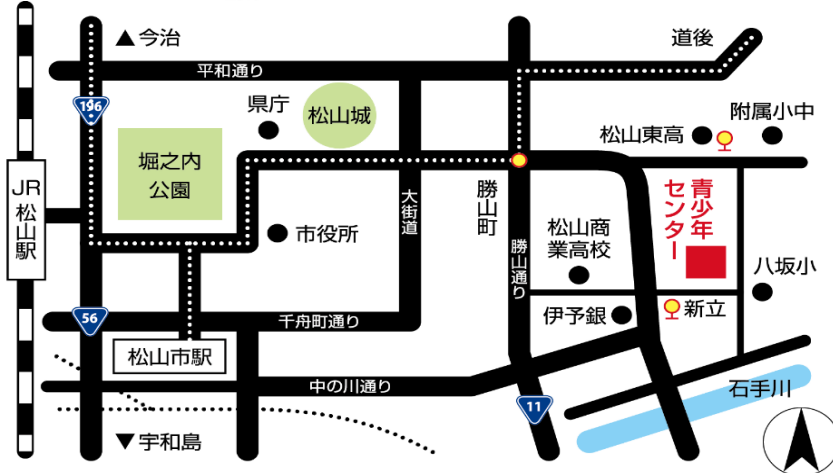 ▲今治
道後
平和通り
196
県庁
松山城
松山東高
附属小中
堀之内
公園
JR
松山駅
大街道
勝山町
青少年
センター
市役所
勝山通り
松山商
業高校
八坂小
56
千舟町通り
伊予銀
新立
松山市駅
中の川通り
石手川
11
▼宇和島